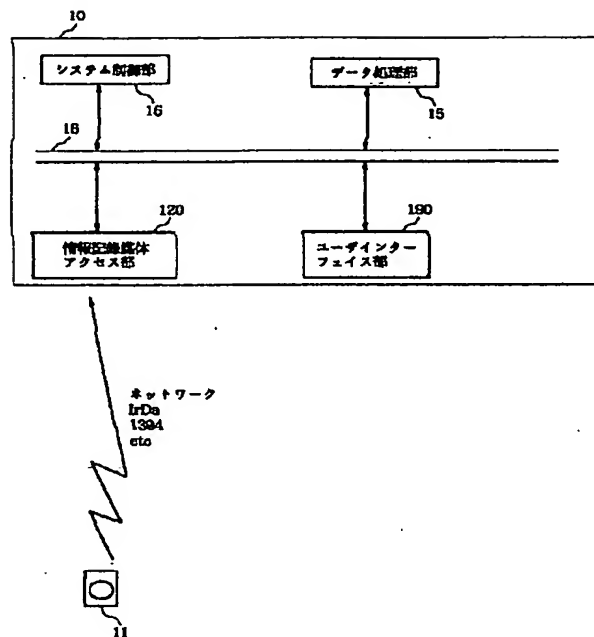 10
システム制御部
16
データ処理部
15
18
120
情報記録媒体
アクセス部
190
ユーザインター
フェイス部
ネットワーク
IrDa
1394
etc
11